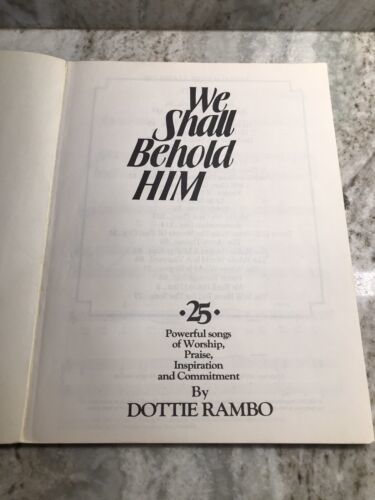 We
Shall
Behold
HIM
·25·
Powerful songs
of Worship,
Praise,
Inspiration
and Commitment
By
DOTTIE RAMBO